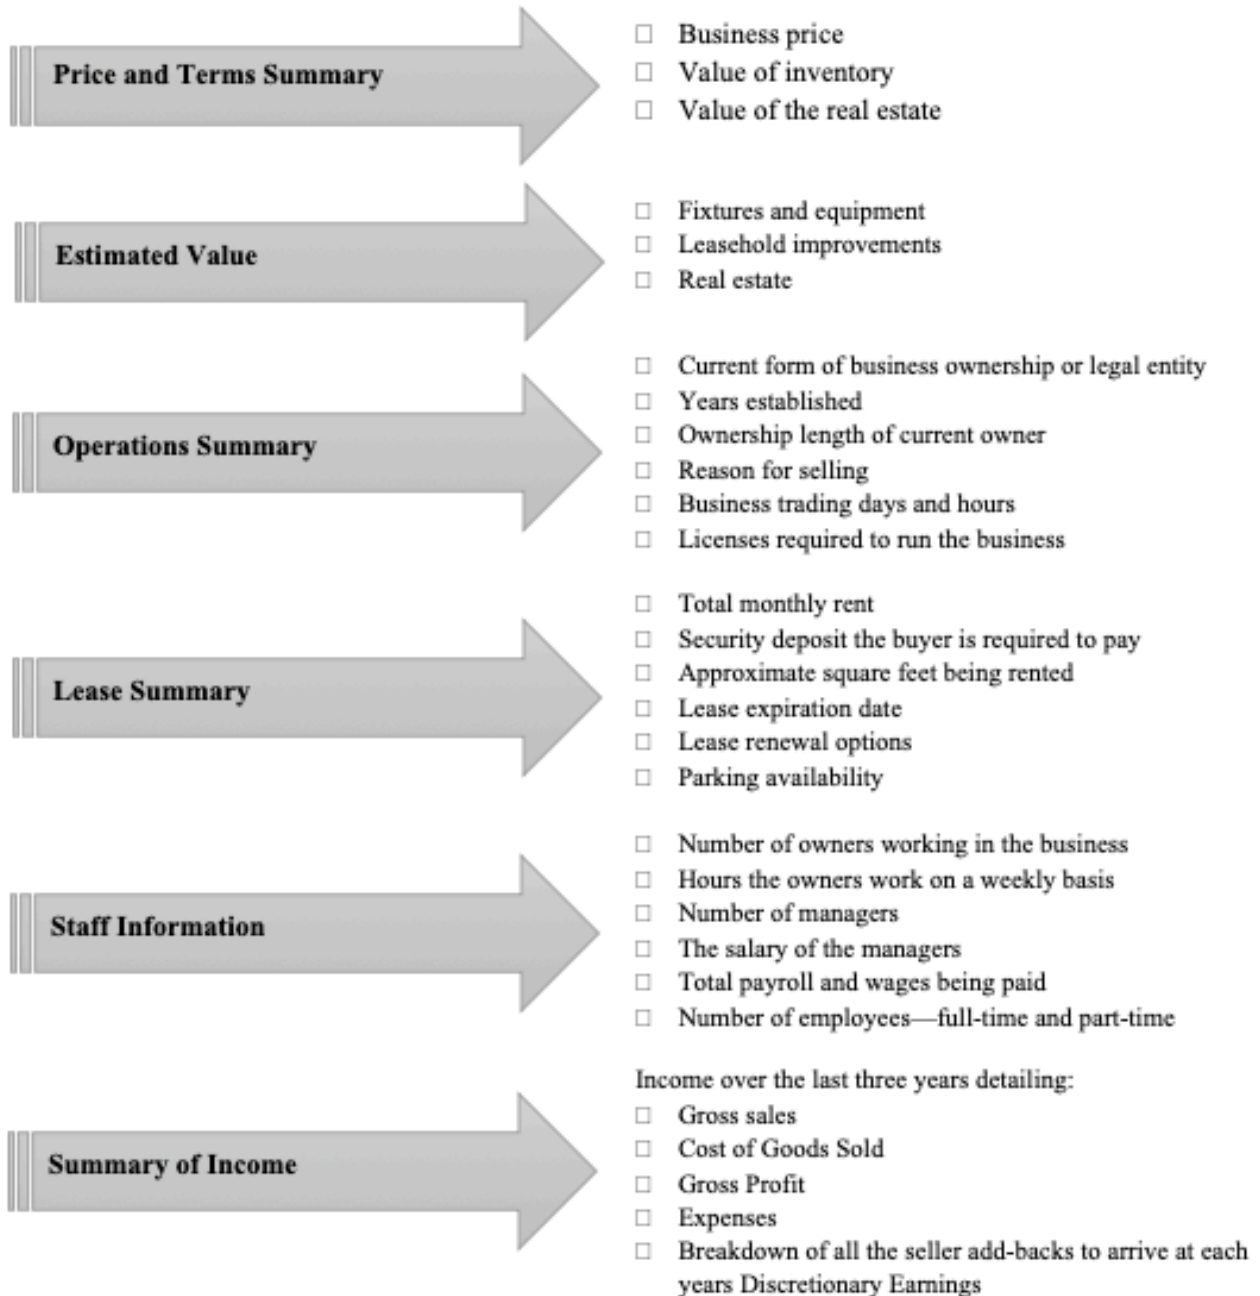 Price and Terms Summary
☐ Business price
☐ Value of inventory
☐ Value of the real estate
Estimated Value
☐ Fixtures and equipment
☐ Leasehold improvements
☐ Real estate
Operations Summary
☐ Current form of business ownership or legal entity
☐ Years established
☐ Ownership length of current owner
☐ Reason for selling
☐ Business trading days and hours
☐ Licenses required to run the business
Lease Summary
☐ Total monthly rent
☐ Security deposit the buyer is required to pay
☐ Approximate square feet being rented
☐ Lease expiration date
☐ Lease renewal options
☐ Parking availability
Staff Information
☐ Number of owners working in the business
☐ Hours the owners work on a weekly basis
☐ Number of managers
☐ The salary of the managers
☐ Total payroll and wages being paid
☐ Number of employees—full-time and part-time
Summary of Income
Income over the last three years detailing:
☐ Gross sales
☐ Cost of Goods Sold
☐ Gross Profit
☐ Expenses
☐ Breakdown of all the seller add-backs to arrive at each
years Discretionary Earnings